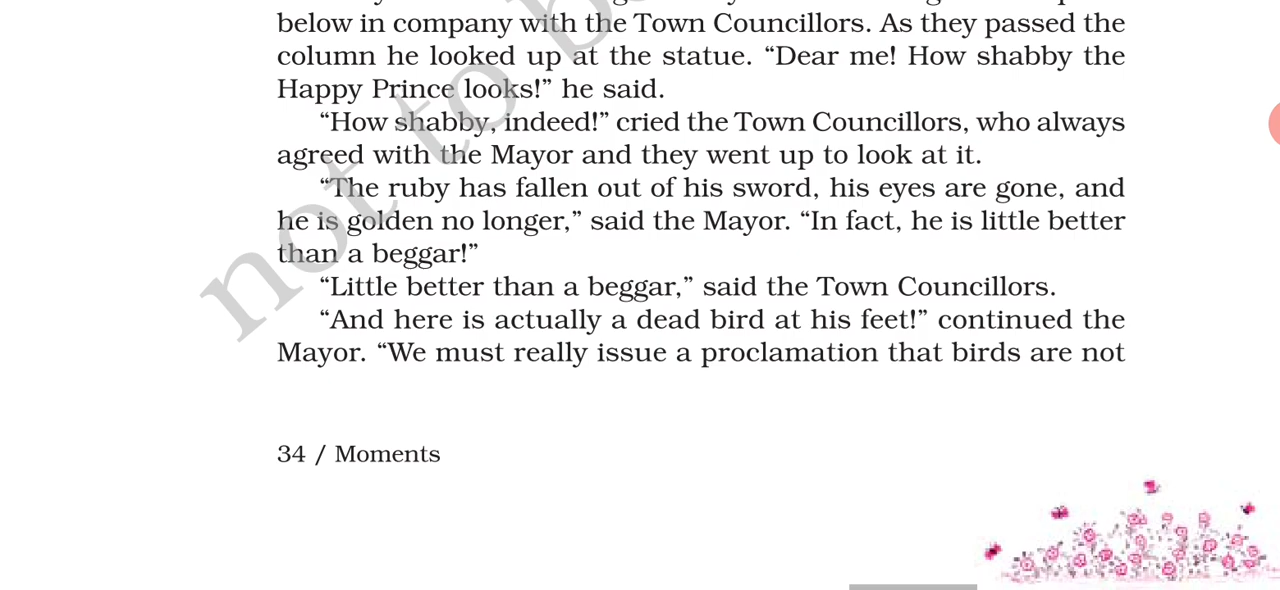 below in company with the Town Councillors. As they passed the
column he looked up at the statue. “Dear me! How shabby the
Happy Prince looks!” he said.
“How shabby, indeed!” cried the Town Councillors, who always
agreed with the Mayor and they went up to look at it.
“The ruby has fallen out of his sword, his eyes are gone, and
he is golden no longer,” said the Mayor. “In fact, he is little better
than a beggar!”
“Little better than a beggar,” said the Town Councillors.
“And here is actually a dead bird at his feet!” continued the
Mayor. “We must really issue a proclamation that birds are not
34 / Moments
not to b